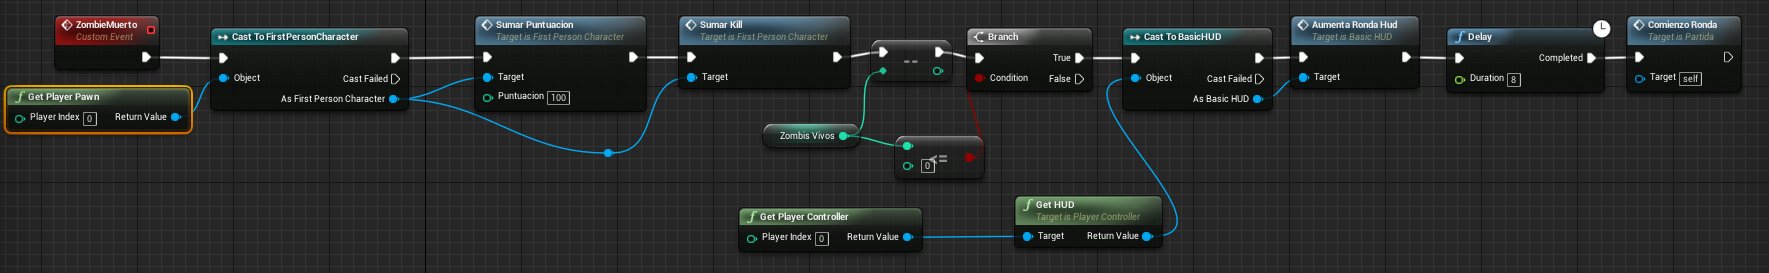 ZombieMuerto
Custom Event
Get Player Pawn
Player Index 0 Return Value
Cast To FirstPersonCharacter
Object Cast Failed
As First Person Character
Sumar Puntuacion
Target is First Person Character
Target
Puntuacion 100
Sumar Kill
Target is First Person Character
Target
--
Zombis Vivos
0 <=
Branch
True
Condition False
Get Player Controller
Player Index 0 Return Value
Get HUD
Target is Player Controller
Target Return Value
Cast To BasicHUD
Object Cast Failed
As Basic HUD
Aumenta Ronda Hud
Target is Basic HUD
Target
Delay
Completed
Duration 8
Comienzo Ronda
Target is Partida
Target self